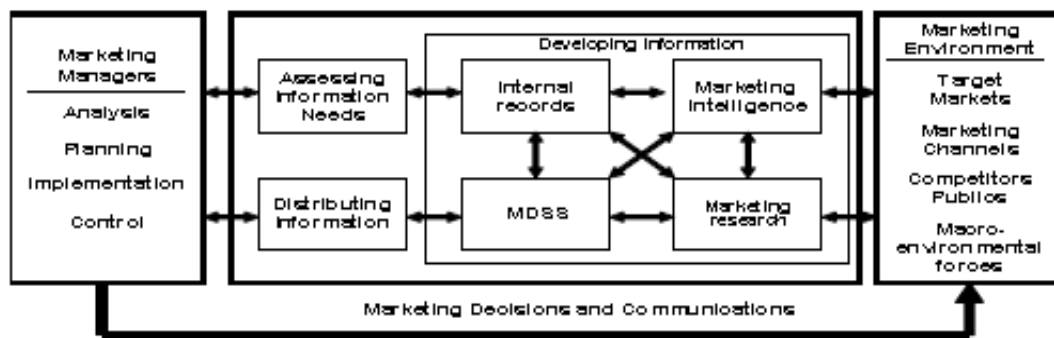 Marketing
Managers
Analysis
Planning
Implementation
Control
Assessing
Information
Needs
Distributing
Information
Developing Information
Internal
records
Marketing
Intelligence
MDSS
Marketing
research
Marketing
Environment
Target
Markets
Marketing
Channels
Competitors
Publics
Macro-
environmental
forces
Marketing Decisions and Communications